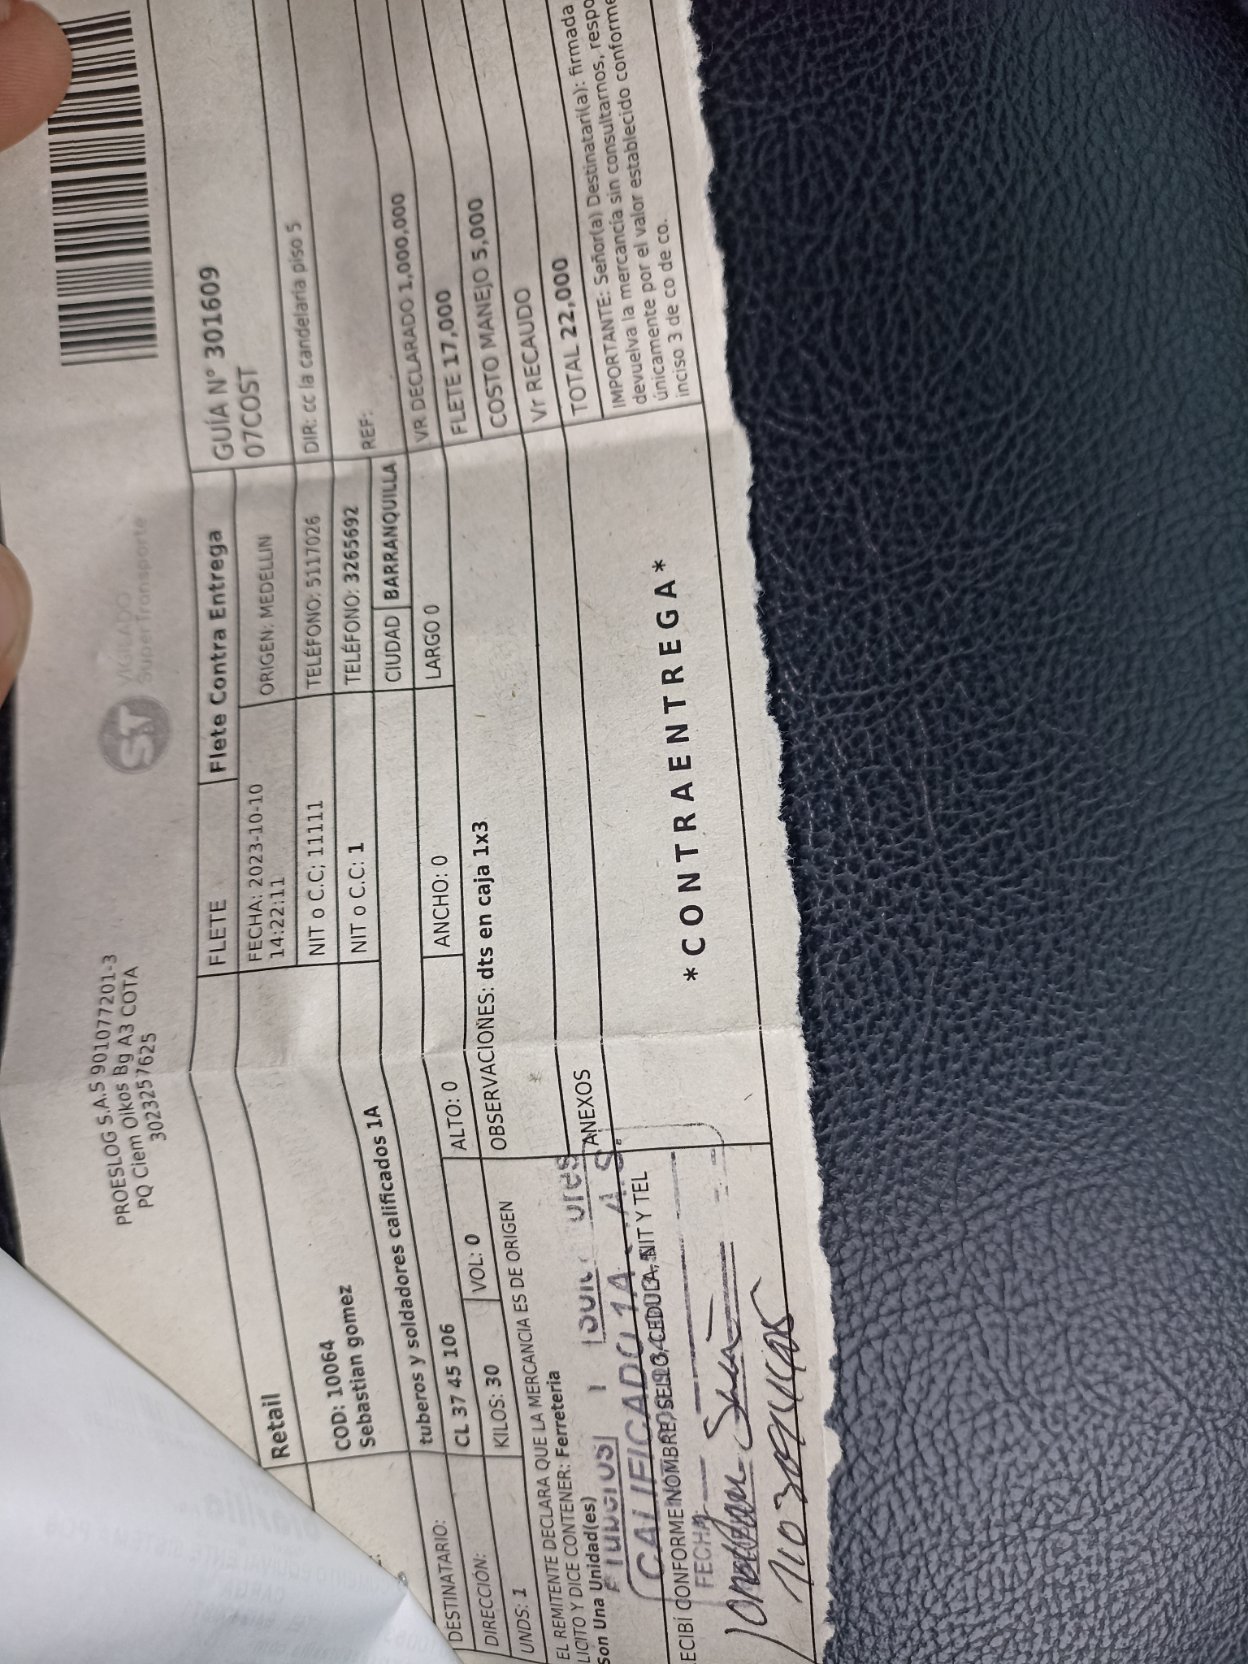 PROESLOG S.A.S 901077201-3
PQ Ciem Oikos Bg A3 COTA
3023257625
ST VIGILADO
SuperTransporte
FLETE Flete Contra Entrega GUÍA N° 301609
07COST
Retail FECHA: 2023-10-10
14:22:11 ORIGEN: MEDELLIN
COD: 10064 NIT o C.C: 11111 TELÉFONO: 5117026 DIR: cc la candelaria piso 5
Sebastian gomez NIT o C.C: 1 TELÉFONO: 3265692 REF:
DESTINATARIO: tuberos y soldadores calificados 1A
CIUDAD BARRANQUILLA
DIRECCIÓN: CL 37 45 106
VR DECLARADO 1,000,000
UNDS: 1 KILOS: 30 VOL: 0 ALTO: 0 ANCHO: 0 LARGO 0
FLETE 17,000
COSTO MANEJO 5,000
Vr RECAUDO
TOTAL 22,000
EL REMITENTE DECLARA QUE LA MERCANCIA ES DE ORIGEN
LICITO Y DICE CONTENER: Ferreteria
Son Una Unidad(es)
OBSERVACIONES: dts en caja 1x3
ANEXOS
IMPORTANTE: Señor(a) Destinatari(a): firmada
devuelva la mercancía sin consultarnos, respo
únicamente por el valor establecido conforme
inciso 3 de co de co.
CALIFICADO 1A
ECIBÍ CONFORME NOMBRE, SELLO, CEDULA, NIT Y TEL
FECHA
*CONTRAENTREGA*